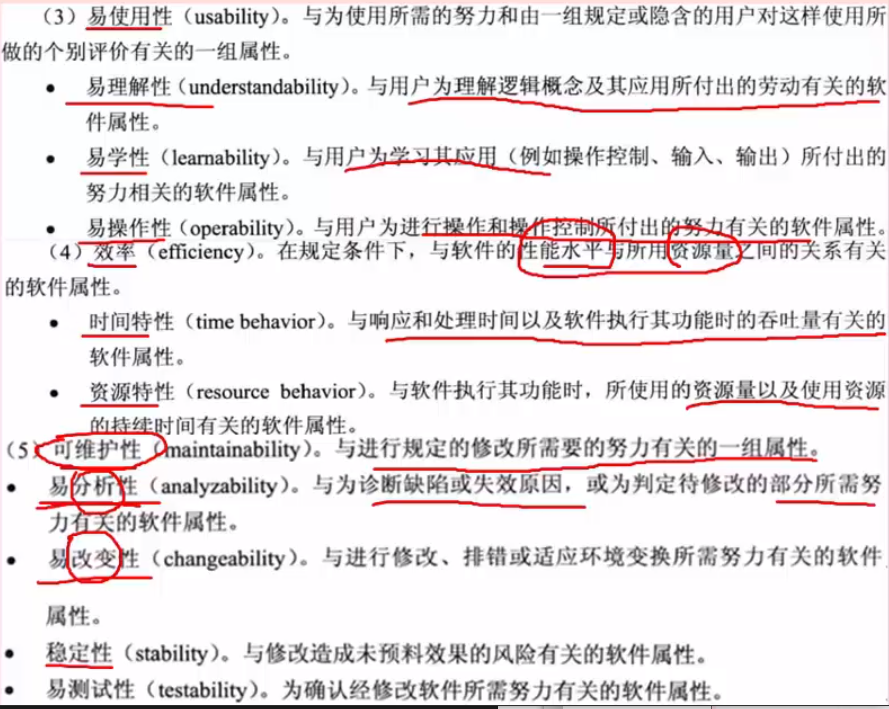 （3）易使用性（usability）。与为使用所需的努力和由一组规定或隐含的用户对这样使用所
做的个别评价有关的一组属性。
• 易理解性（understandability）。与用户为理解逻辑概念及其应用所付出的劳动有关的软
件属性。
• 易学性（learnability）。与用户为学习其应用（例如操作控制、输入、输出）所付出的
努力相关的软件属性。
• 易操作性（operability）。与用户为进行操作和操作控制所付出的努力有关的软件属性。
（4）效率（efficiency）。在规定条件下，与软件的性能水平与所用资源量之间的关系有关
的软件属性。
• 时间特性（time behavior）。与响应和处理时间以及软件执行其功能时的吞吐量有关的
软件属性。
• 资源特性（resource behavior）。与软件执行其功能时，所使用的资源量以及使用资源
的持续时间有关的软件属性。
（5）可维护性（maintainability）。与进行规定的修改所需要的努力有关的一组属性。
• 易分析性（analyzability）。与为诊断缺陷或失效原因，或为判定待修改的部分所需努
力有关的软件属性。
• 易改变性（changeability）。与进行修改、排错或适应环境变换所需努力有关的软件
属性。
• 稳定性（stability）。与修改造成未预料效果的风险有关的软件属性。
• 易测试性（testability）。为确认经修改软件所需努力有关的软件属性。